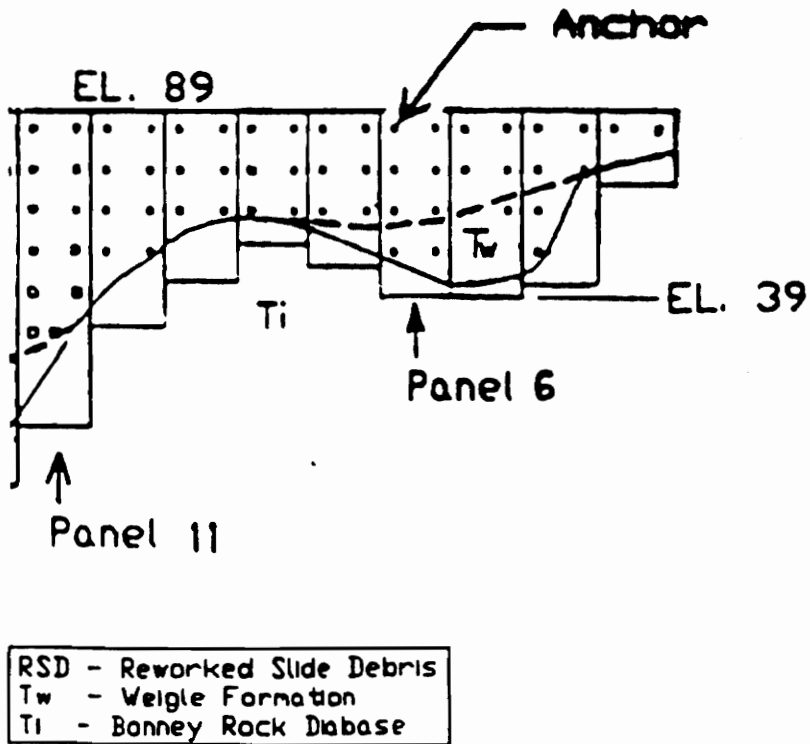 Anchor
EL. 89
Tw
Ti
EL. 39
Panel 6
Panel 11
RSD - Reworked Slide Debris
Tw - Weigle Formation
Ti - Bonney Rock Diabase